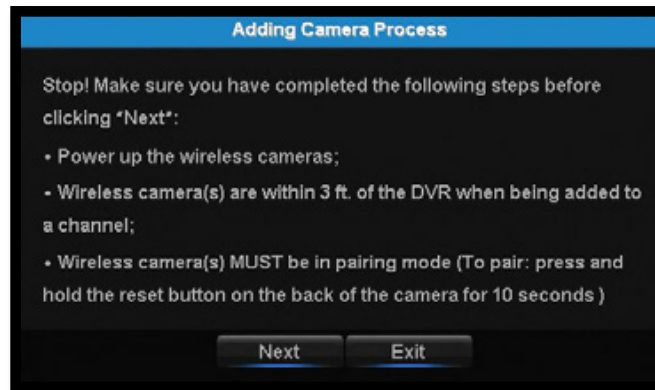 Adding Camera Process
Stop! Make sure you have completed the following steps before
clicking "Next":
• Power up the wireless cameras;
• Wireless camera(s) are within 3 ft. of the DVR when being added to
a channel;
• Wireless camera(s) MUST be in pairing mode (To pair: press and
hold the reset button on the back of the camera for 10 seconds )
Next Exit